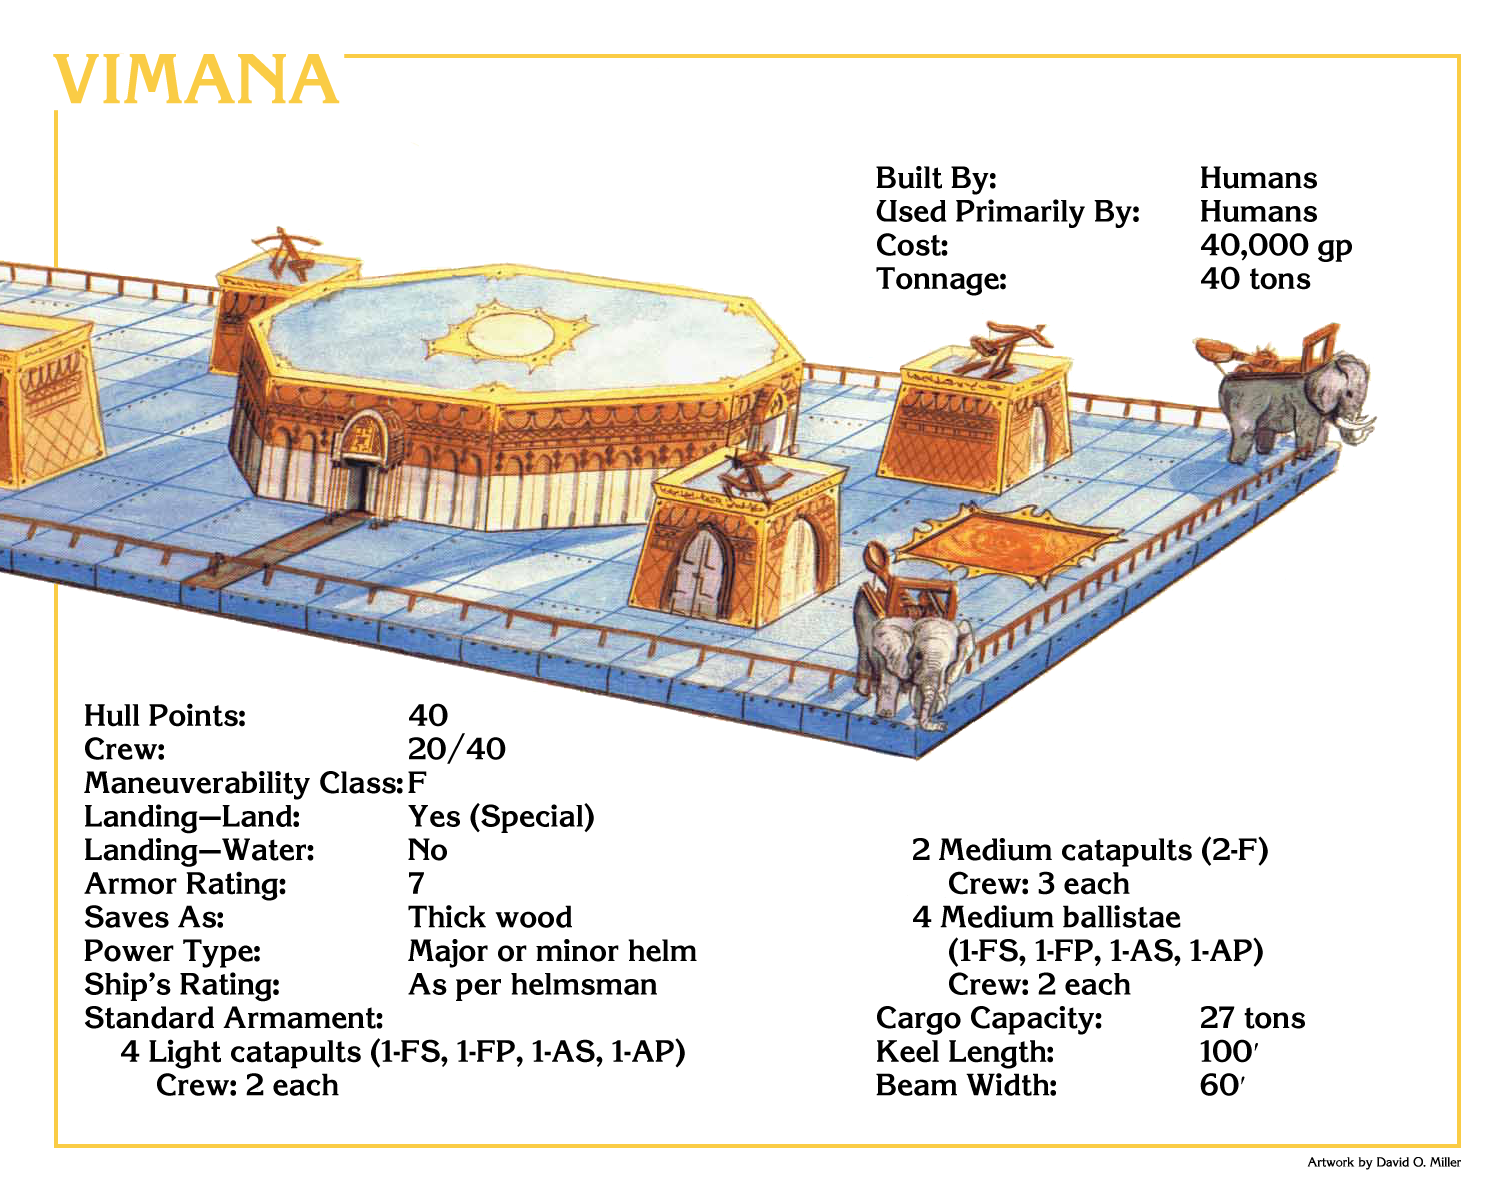 VIMANA
Built By: Humans
Used Primarily By: Humans
Cost: 40,000 gp
Tonnage: 40 tons
Hull Points: 40
Crew: 20/40
Maneuverability Class: F
Landing—Land: Yes (Special)
Landing—Water: No
Armor Rating: 7
Saves As: Thick wood
Power Type: Major or minor helm
Ship's Rating: As per helmsman
Standard Armament:
4 Light catapults (1-FS, 1-FP, 1-AS, 1-AP)
Crew: 2 each
2 Medium catapults (2-F)
Crew: 3 each
4 Medium ballistae
(1-FS, 1-FP, 1-AS, 1-AP)
Crew: 2 each
Cargo Capacity: 27 tons
Keel Length: 100′
Beam Width: 60′
Artwork by David O. Miller